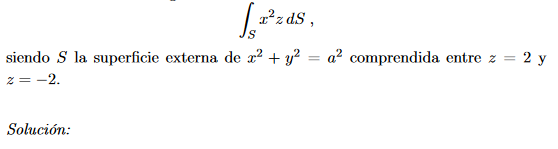 ∫_S x²z dS ,
siendo S la superficie externa de x² + y² = a² comprendida entre z = 2 y
z = −2.
Solución: